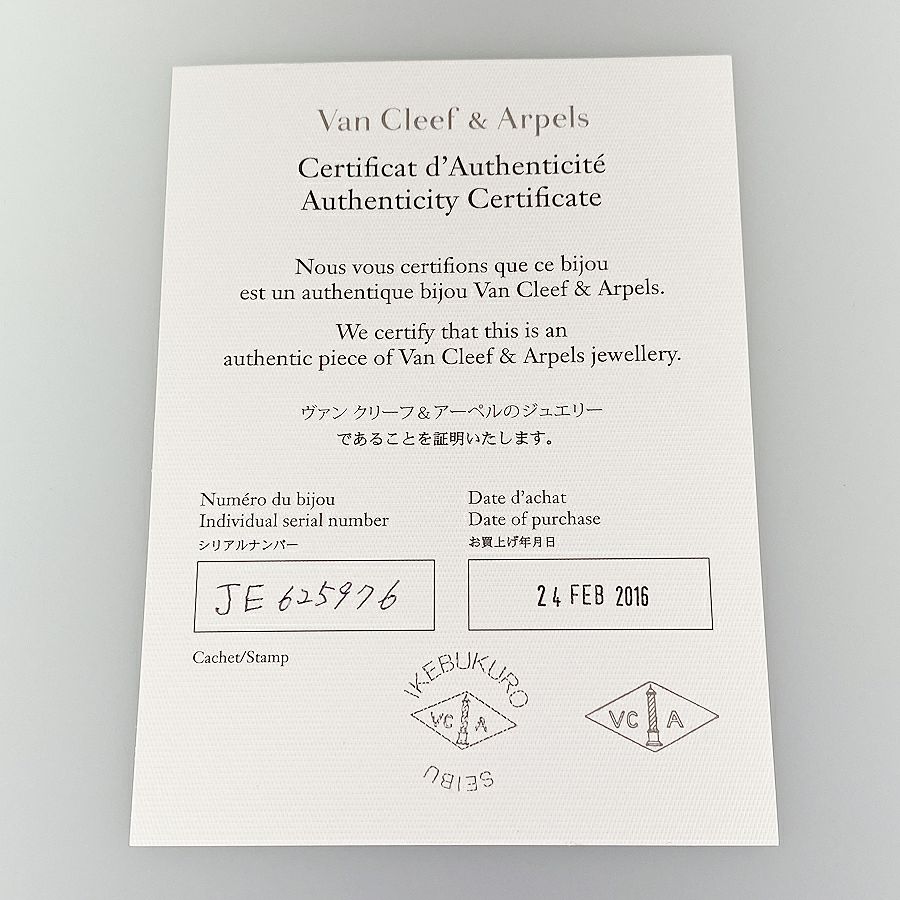 Van Cleef & Arpels
Certificat d'Authenticité
Authenticity Certificate
Nous vous certifions que ce bijou
est un authentique bijou Van Cleef & Arpels.
We certify that this is an
authentic piece of Van Cleef & Arpels jewellery.
ヴァン クリーフ&アーペルのジュエリー
であることを証明いたします。
Numéro du bijou
Individual serial number
シリアルナンバー
JE 625976
Date d'achat
Date of purchase
お買上げ年月日
24 FEB 2016
Cachet/Stamp
IKEBUKURO
VC A
SEIBU
VC A